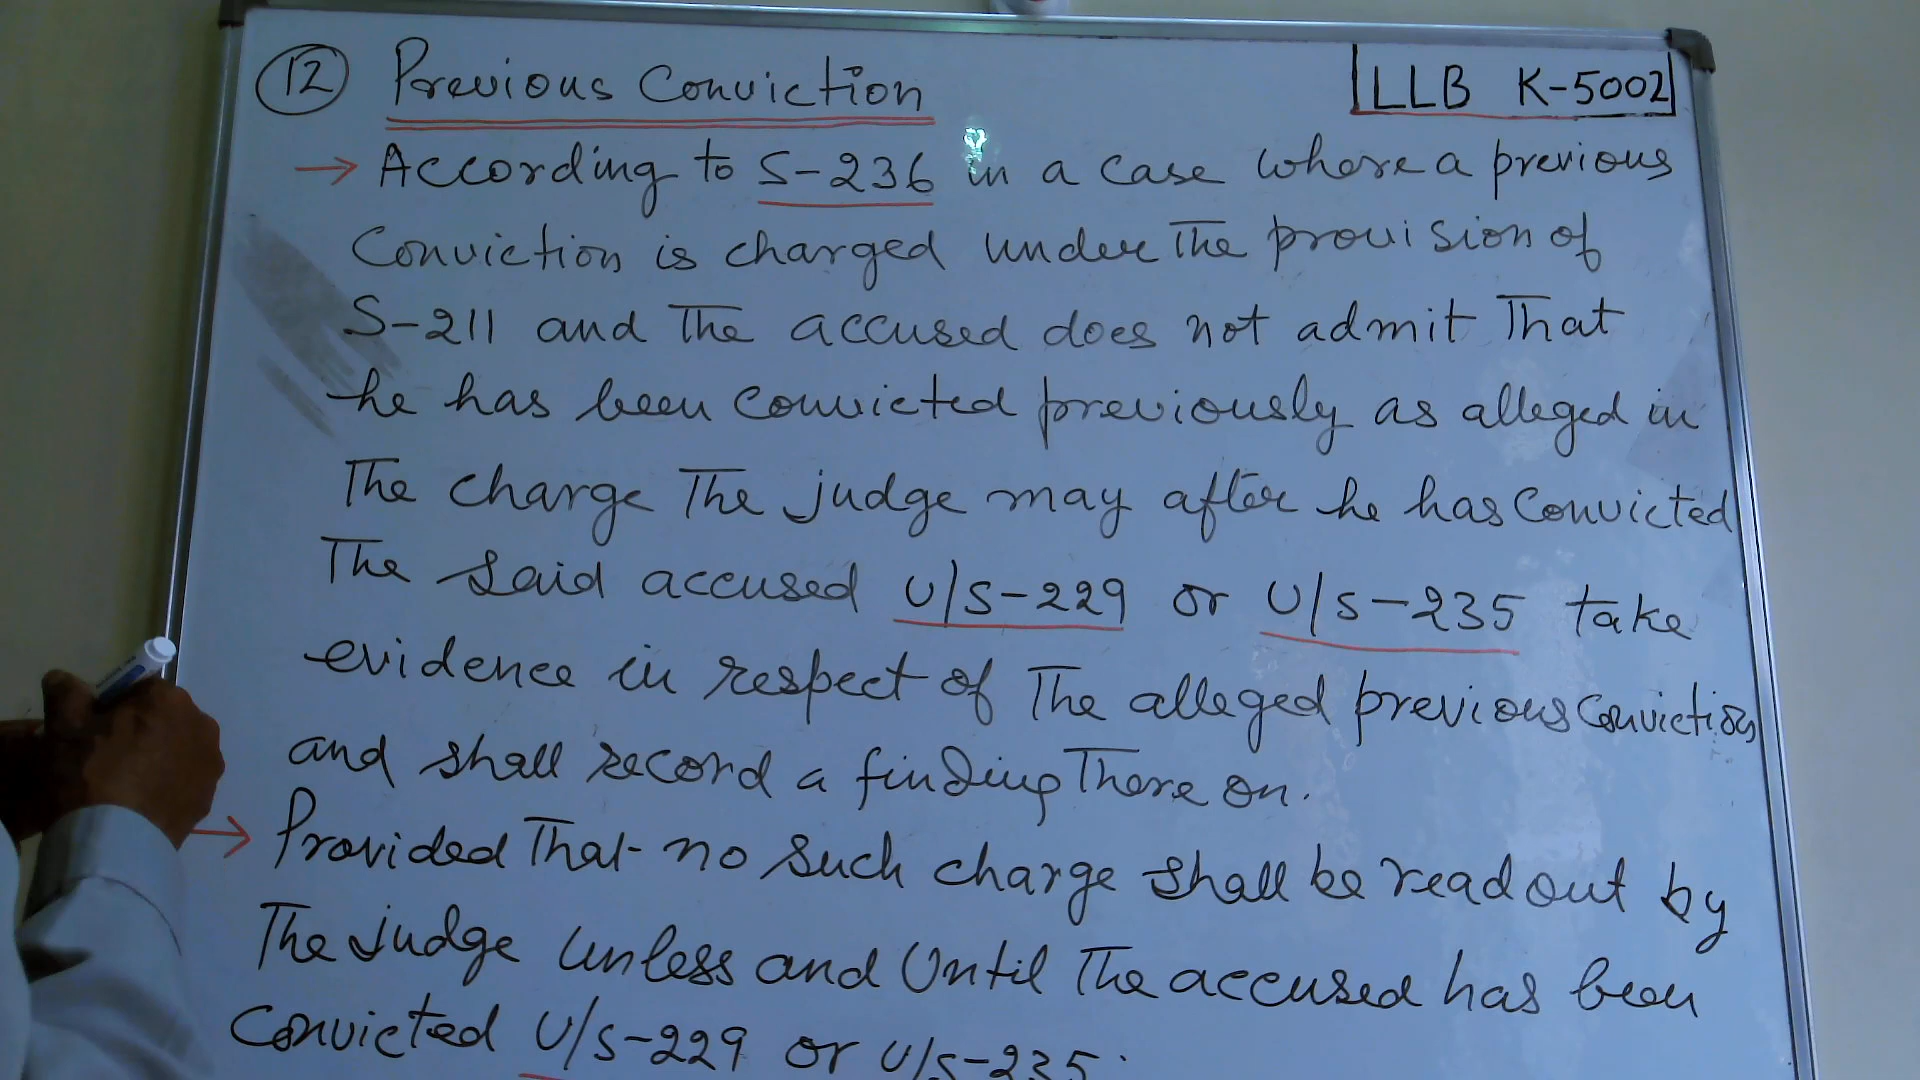 12 Previous Conviction
LLB K-5002
→ According to S-236 in a case where a previous
Conviction is charged under The provision of
S-211 and The accused does not admit That
he has been convicted previously as alleged in
The charge The judge may after he has convicted
The said accused U/S-229 or U/S-235 take
evidence in respect of The alleged previous conviction
and shall record a finding There on.
→ Provided That no such charge shall be read out by
The judge unless and Until The accused has been
convicted U/S-229 or U/S-235.